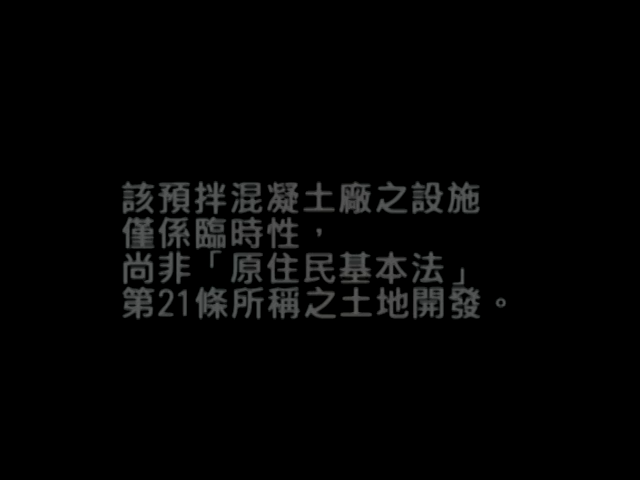 該預拌混凝土廠之設施
僅係臨時性，
尚非「原住民基本法」
第21條所稱之土地開發。